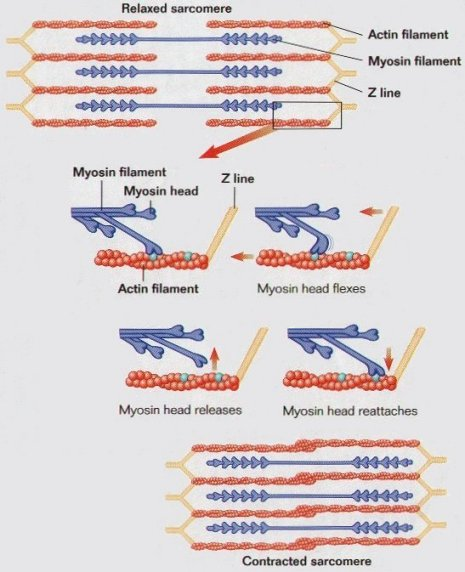 Relaxed sarcomere
Actin filament
Myosin filament
Z line
Myosin filament
Myosin head
Z line
Actin filament
Myosin head flexes
Myosin head releases
Myosin head reattaches
Contracted sarcomere